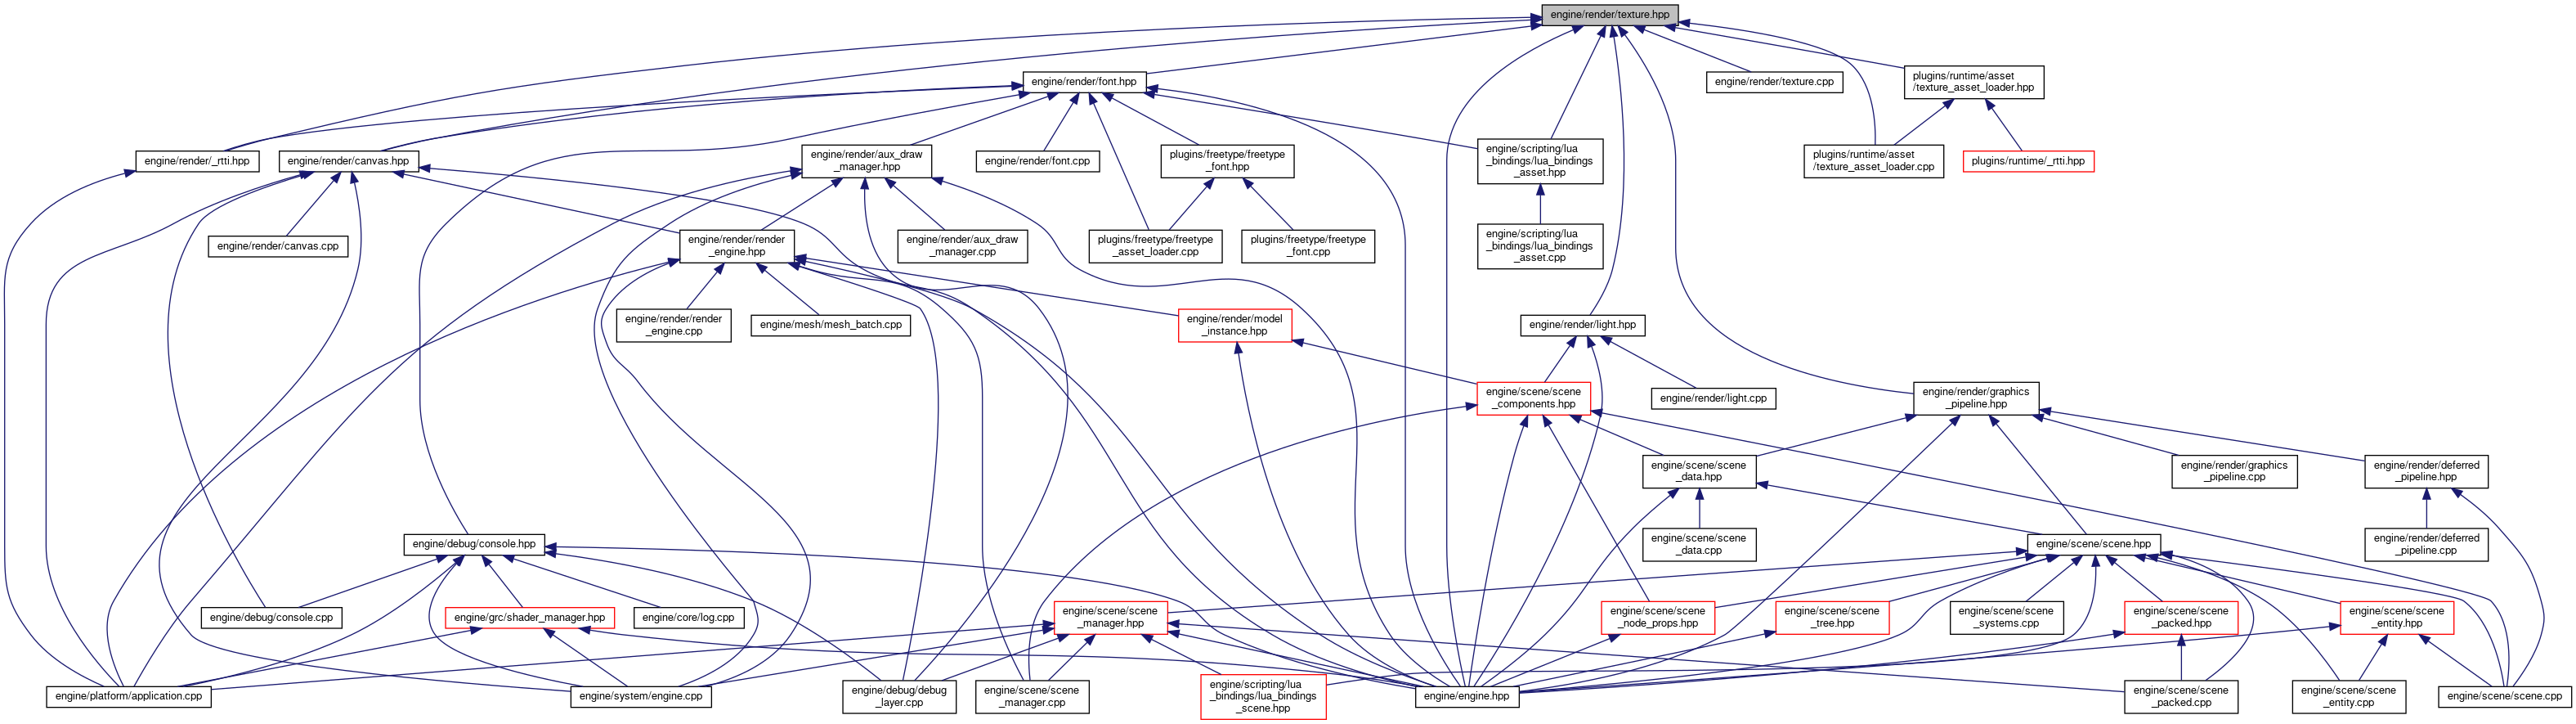 engine/render/texture.hpp
engine/render/font.hpp
engine/render/texture.cpp
plugins/runtime/asset
/texture_asset_loader.hpp
engine/render/_rtti.hpp
engine/render/canvas.hpp
engine/render/aux_draw
_manager.hpp
engine/render/font.cpp
plugins/freetype/freetype
_font.hpp
engine/scripting/lua
_bindings/lua_bindings
_asset.hpp
plugins/runtime/asset
/texture_asset_loader.cpp
plugins/runtime/_rtti.hpp
engine/render/canvas.cpp
engine/render/render
_engine.hpp
engine/render/aux_draw
_manager.cpp
plugins/freetype/freetype
_asset_loader.cpp
plugins/freetype/freetype
_font.cpp
engine/scripting/lua
_bindings/lua_bindings
_asset.cpp
engine/render/render
_engine.cpp
engine/mesh/mesh_batch.cpp
engine/render/model
_instance.hpp
engine/render/light.hpp
engine/scene/scene
_components.hpp
engine/render/light.cpp
engine/render/graphics
_pipeline.hpp
engine/scene/scene
_data.hpp
engine/render/graphics
_pipeline.cpp
engine/render/deferred
_pipeline.hpp
engine/debug/console.hpp
engine/scene/scene
_data.cpp
engine/scene/scene.hpp
engine/render/deferred
_pipeline.cpp
engine/debug/console.cpp
engine/grc/shader_manager.hpp
engine/core/log.cpp
engine/scene/scene
_manager.hpp
engine/scene/scene
_node_props.hpp
engine/scene/scene
_tree.hpp
engine/scene/scene
_systems.cpp
engine/scene/scene
_packed.hpp
engine/scene/scene
_entity.hpp
engine/platform/application.cpp
engine/system/engine.cpp
engine/debug/debug
_layer.cpp
engine/scene/scene
_manager.cpp
engine/scripting/lua
_bindings/lua_bindings
_scene.hpp
engine/engine.hpp
engine/scene/scene
_packed.cpp
engine/scene/scene
_entity.cpp
engine/scene/scene.cpp